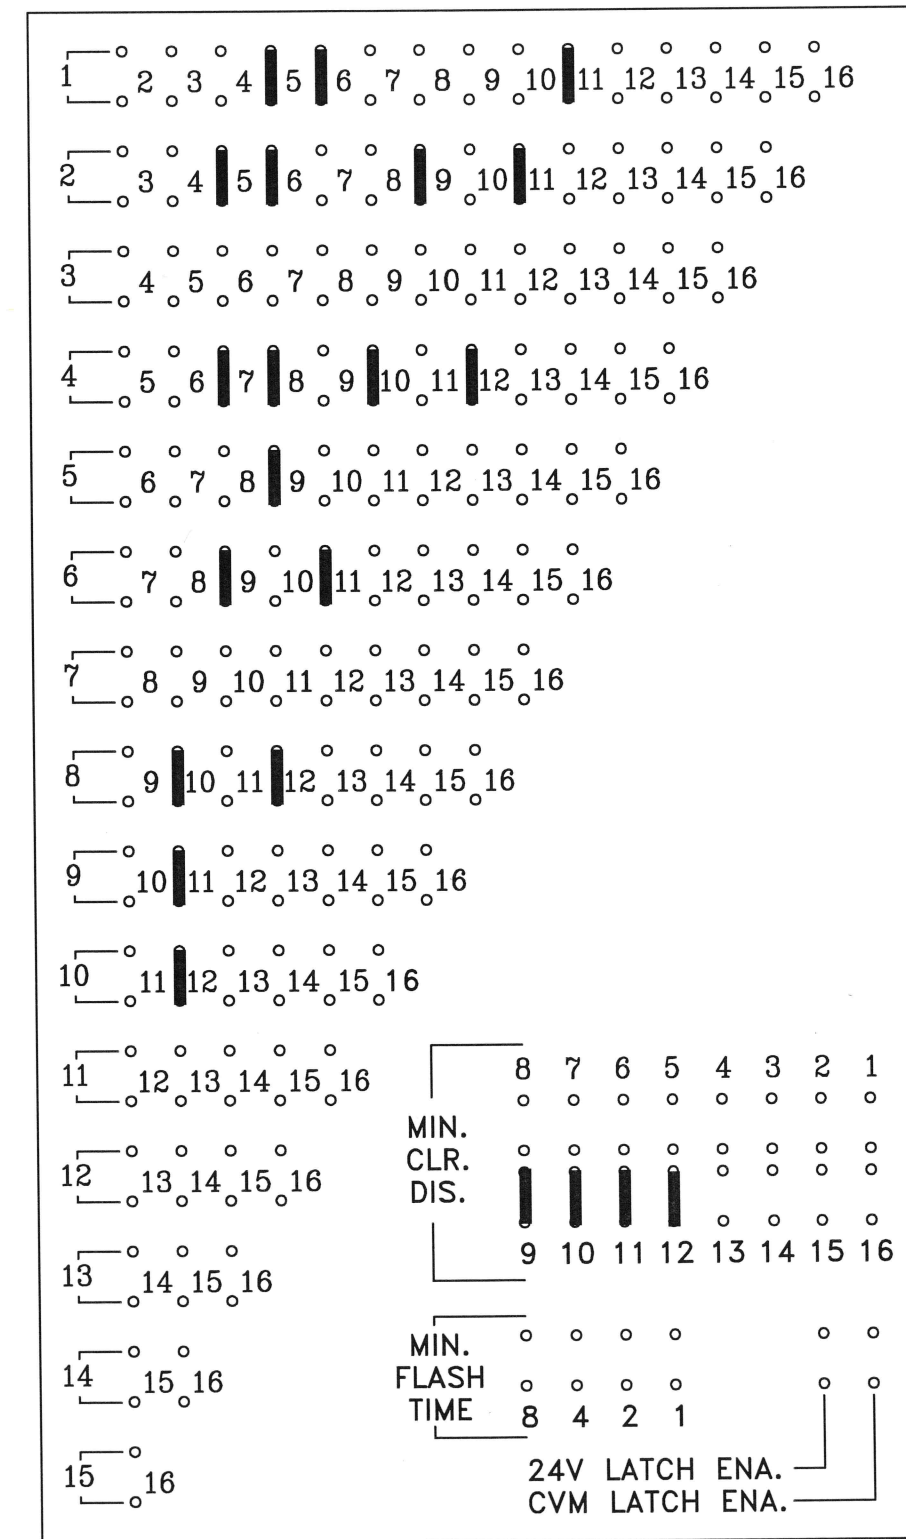 1 2 3 4 5 6 7 8 9 10 11 12 13 14 15 16
2 3 4 5 6 7 8 9 10 11 12 13 14 15 16
3 4 5 6 7 8 9 10 11 12 13 14 15 16
4 5 6 7 8 9 10 11 12 13 14 15 16
5 6 7 8 9 10 11 12 13 14 15 16
6 7 8 9 10 11 12 13 14 15 16
7 8 9 10 11 12 13 14 15 16
8 9 10 11 12 13 14 15 16
9 10 11 12 13 14 15 16
10 11 12 13 14 15 16
11 12 13 14 15 16
12 13 14 15 16
13 14 15 16
14 15 16
15 16
8 7 6 5 4 3 2 1
MIN.
CLR.
DIS.
9 10 11 12 13 14 15 16
MIN.
FLASH
TIME
8 4 2 1
24V LATCH ENA.
CVM LATCH ENA.